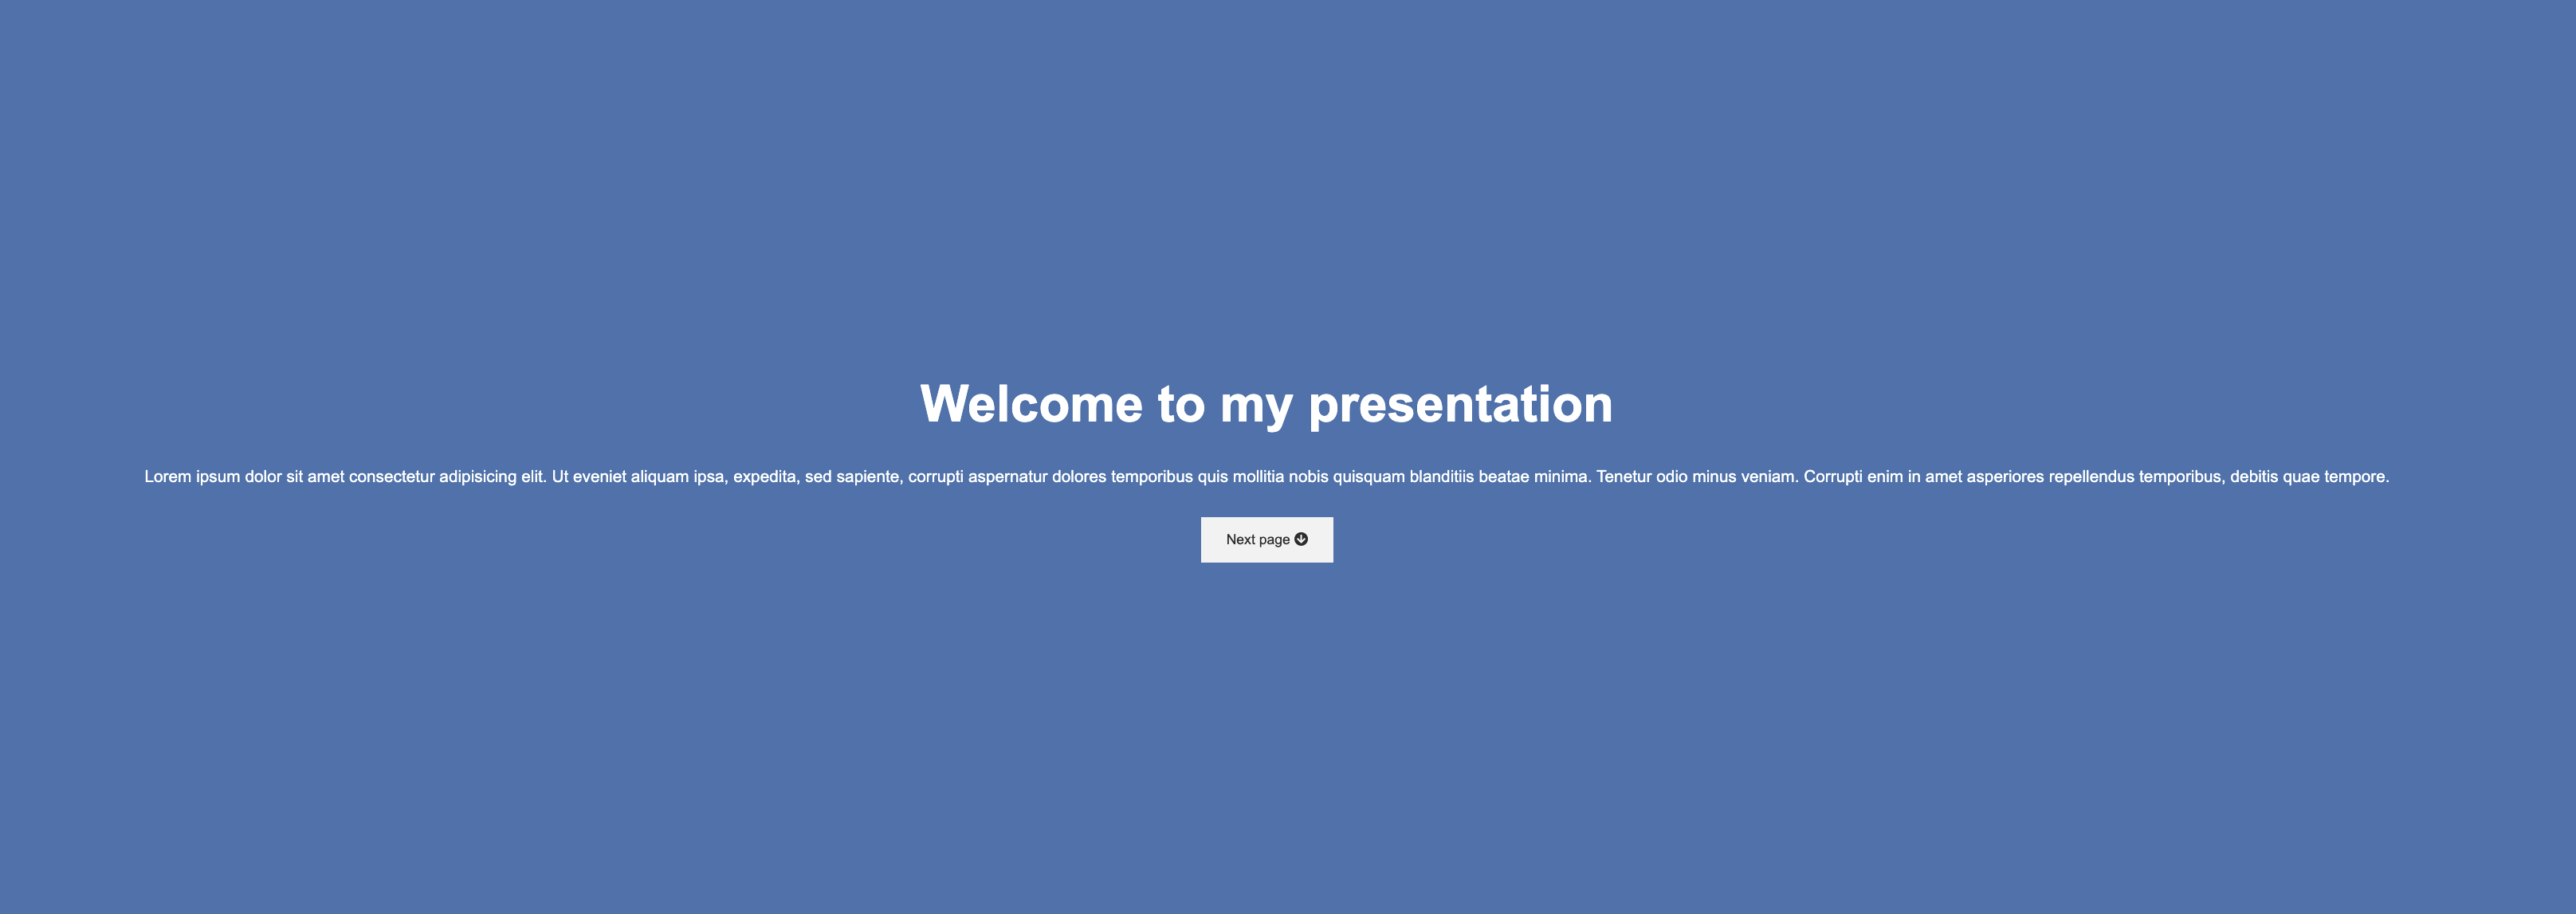 Welcome to my presentation
Lorem ipsum dolor sit amet consectetur adipisicing elit. Ut eveniet aliquam ipsa, expedita, sed sapiente, corrupti aspernatur dolores temporibus quis mollitia nobis quisquam blanditiis beatae minima. Tenetur odio minus veniam. Corrupti enim in amet asperiores repellendus temporibus, debitis quae tempore.
Next page